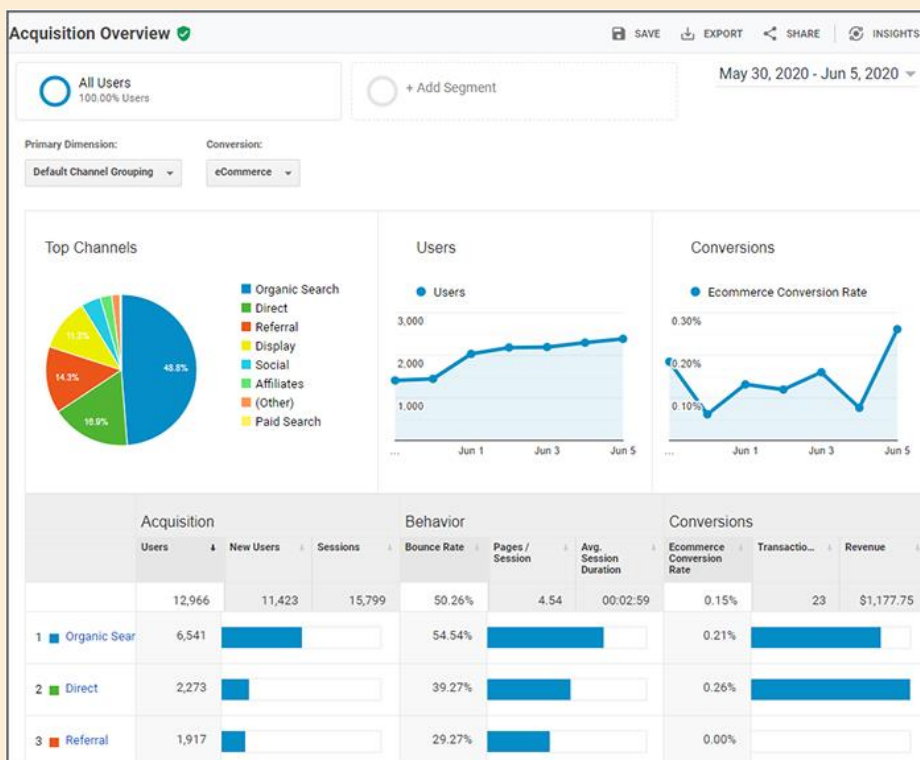 Acquisition Overview
SAVE EXPORT SHARE INSIGHTS
All Users
100.00% Users
+ Add Segment
May 30, 2020 - Jun 5, 2020
Primary Dimension: Conversion:
Default Channel Grouping eCommerce
Top Channels
48.8%
16.9%
14.3%
11.3%
Organic Search
Direct
Referral
Display
Social
Affiliates
(Other)
Paid Search
Users
Users
3,000
2,000
1,000
... Jun 1 Jun 3 Jun 5
Conversions
Ecommerce Conversion Rate
0.30%
0.20%
0.10%
... Jun 1 Jun 3 Jun 5
Acquisition Behavior Conversions
Users New Users Sessions Bounce Rate Pages / Session Avg. Session Duration Ecommerce Conversion Rate Transactio... Revenue
12,966 11,423 15,799 50.26% 4.54 00:02:59 0.15% 23 $1,177.75
1 Organic Sear 6,541 54.54% 0.21%
2 Direct 2,273 39.27% 0.26%
3 Referral 1,917 29.27% 0.00%